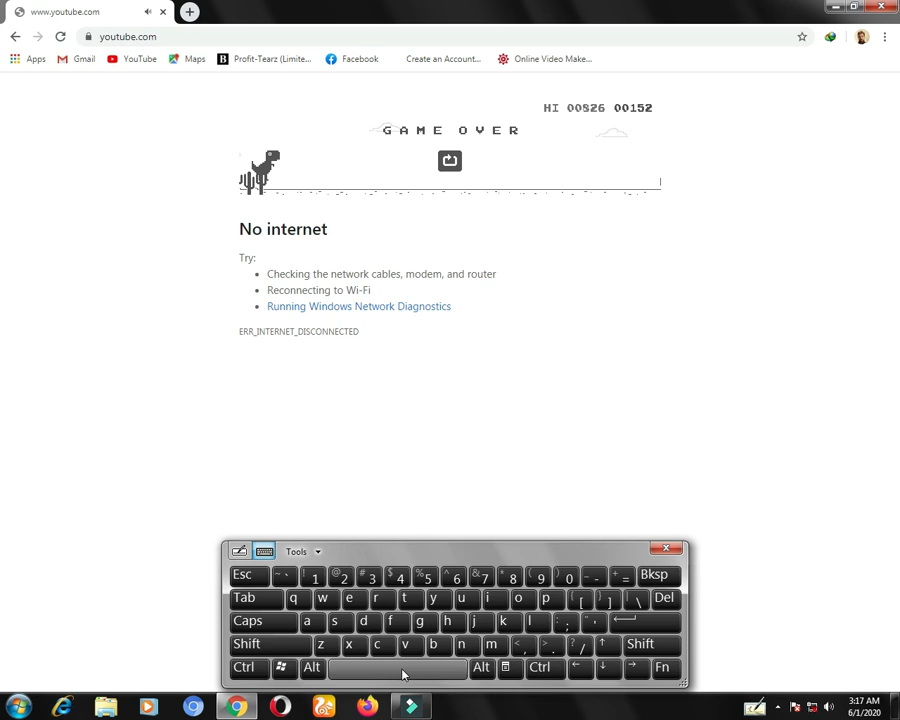 www.youtube.com
youtube.com
Apps Gmail YouTube Maps Profit-Tearz (Limite... Facebook Create an Account... Online Video Make...
HI 00826 00152
GAME OVER
No internet
Try:
Checking the network cables, modem, and router
Reconnecting to Wi-Fi
Running Windows Network Diagnostics
ERR_INTERNET_DISCONNECTED
Tools
Esc ~ ` ! 1 @ 2 # 3 $ 4 % 5 ^ 6 & 7 * 8 ( 9 ) 0 _ - + = Bksp
Tab q w e r t y u i o p { [ } ] | \ Del
Caps a s d f g h j k l : ; " '
Shift z x c v b n m < , > . ? / ↑ Shift
Ctrl Alt Alt Ctrl ← ↓ → Fn
3:17 AM
6/1/2020